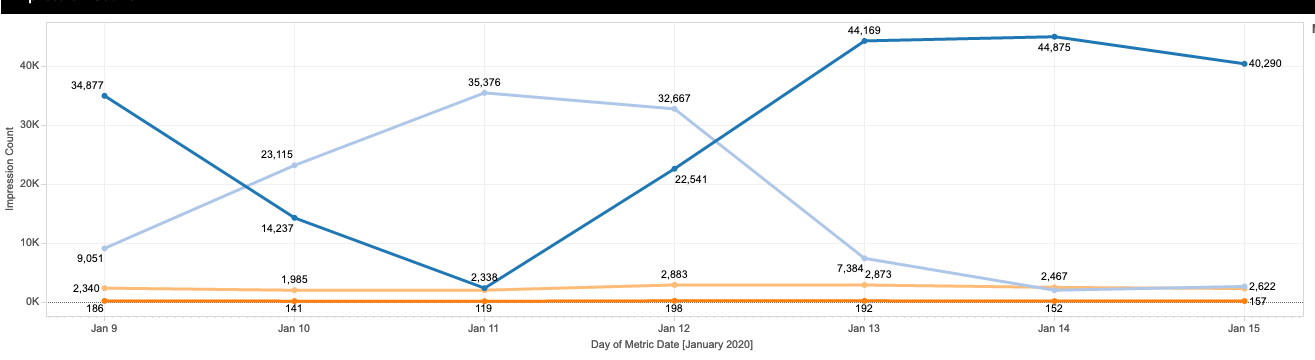 Impression Count
40K
30K
20K
10K
0K
34,877
9,051
2,340
186
23,115
14,237
1,985
141
35,376
2,338
119
32,667
22,541
2,883
198
44,169
7,384
2,873
192
44,875
2,467
152
40,290
2,622
157
Jan 9
Jan 10
Jan 11
Jan 12
Jan 13
Jan 14
Jan 15
Day of Metric Date [January 2020]